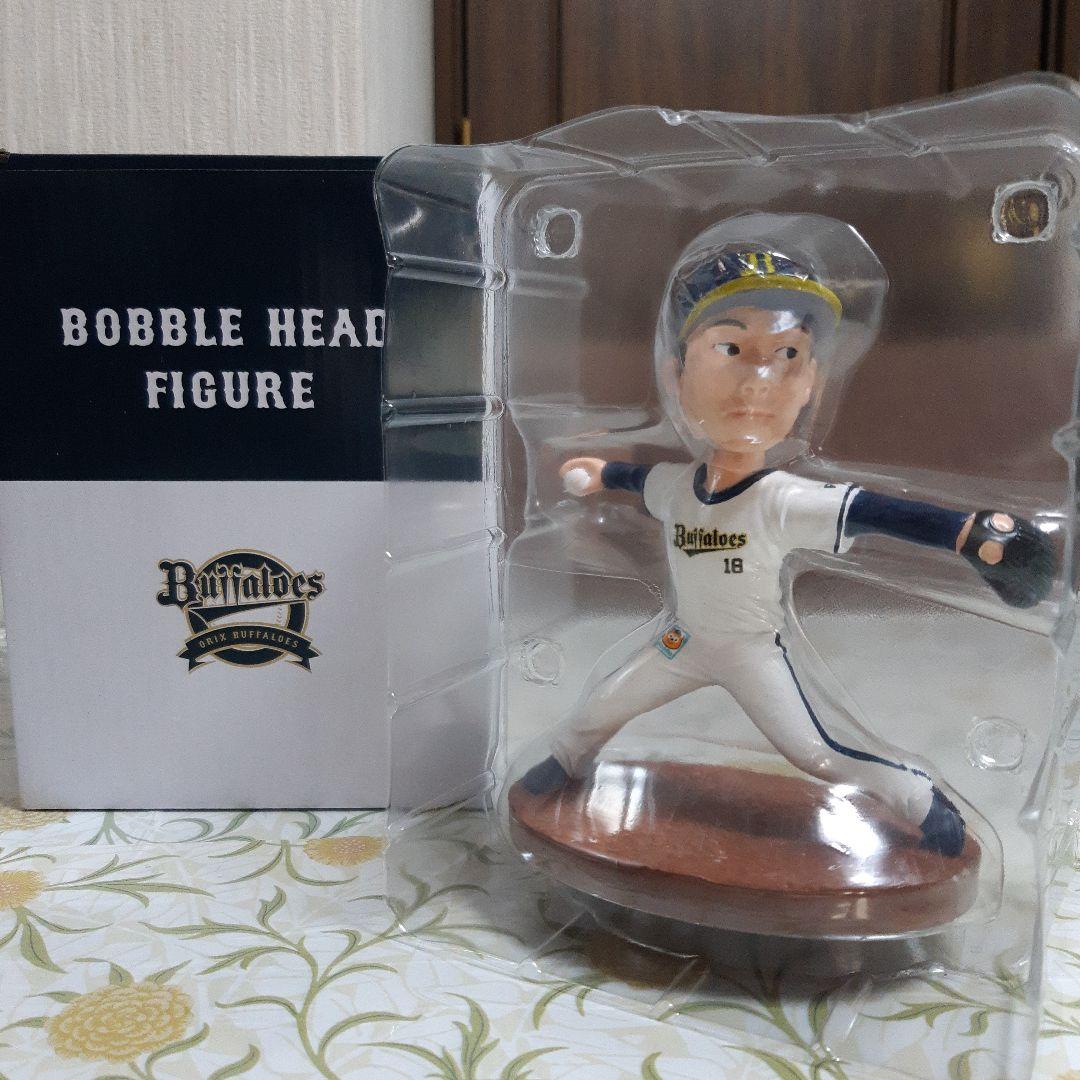 BOBBLE HEAD
FIGURE
Buffaloes
ORIX BUFFALOES
B
Buffaloes
18